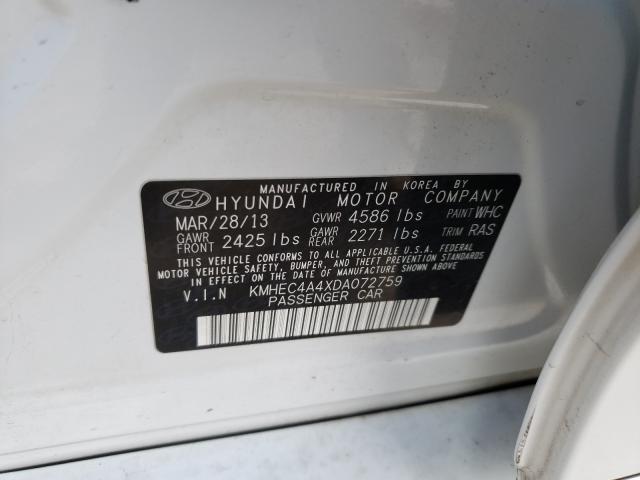 MANUFACTURED IN KOREA BY
HYUNDAI MOTOR COMPANY
MAR/28/13 GVWR 4586 lbs PAINT WHC
GAWR FRONT 2425 lbs GAWR REAR 2271 lbs TRIM RAS
THIS VEHICLE CONFORMS TO ALL APPLICABLE U.S.A. FEDERAL
MOTOR VEHICLE SAFETY, BUMPER, AND THEFT PREVENTION STANDARDS
IN EFFECT ON THE DATE OF MANUFACTURE SHOWN ABOVE.
V.I.N KMHEC4A4XDA072759
PASSENGER CAR